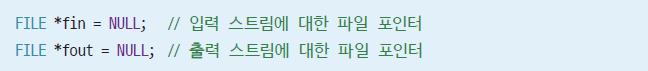 FILE *fin = NULL;  // 입력 스트림에 대한 파일 포인터
FILE *fout = NULL; // 출력 스트림에 대한 파일 포인터